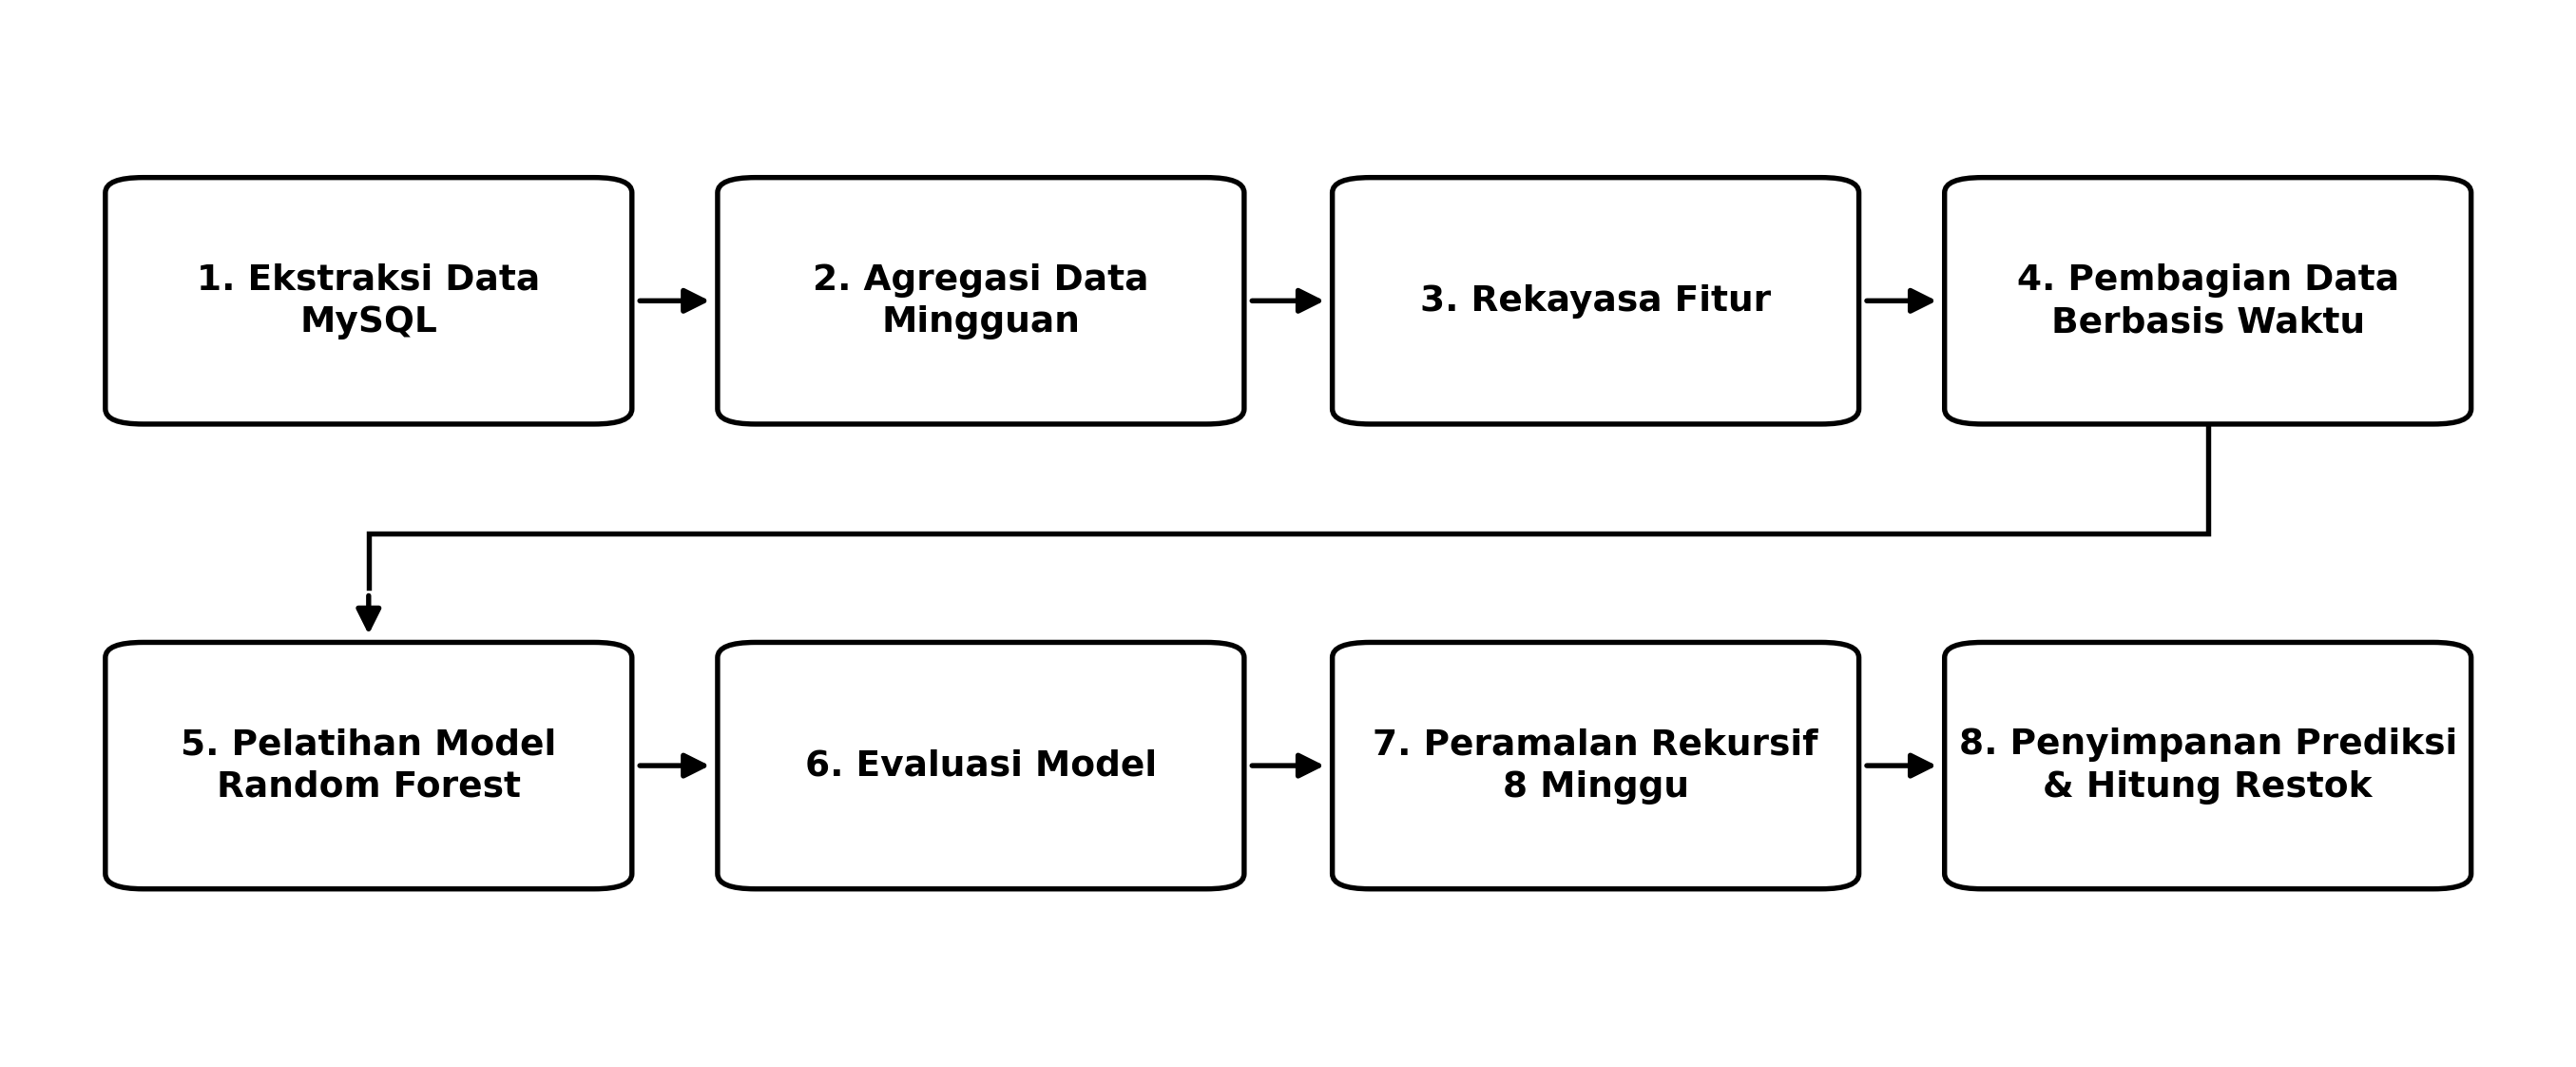 1. Ekstraksi Data
MySQL
2. Agregasi Data
Mingguan
3. Rekayasa Fitur
4. Pembagian Data
Berbasis Waktu
5. Pelatihan Model
Random Forest
6. Evaluasi Model
7. Peramalan Rekursif
8 Minggu
8. Penyimpanan Prediksi
& Hitung Restok